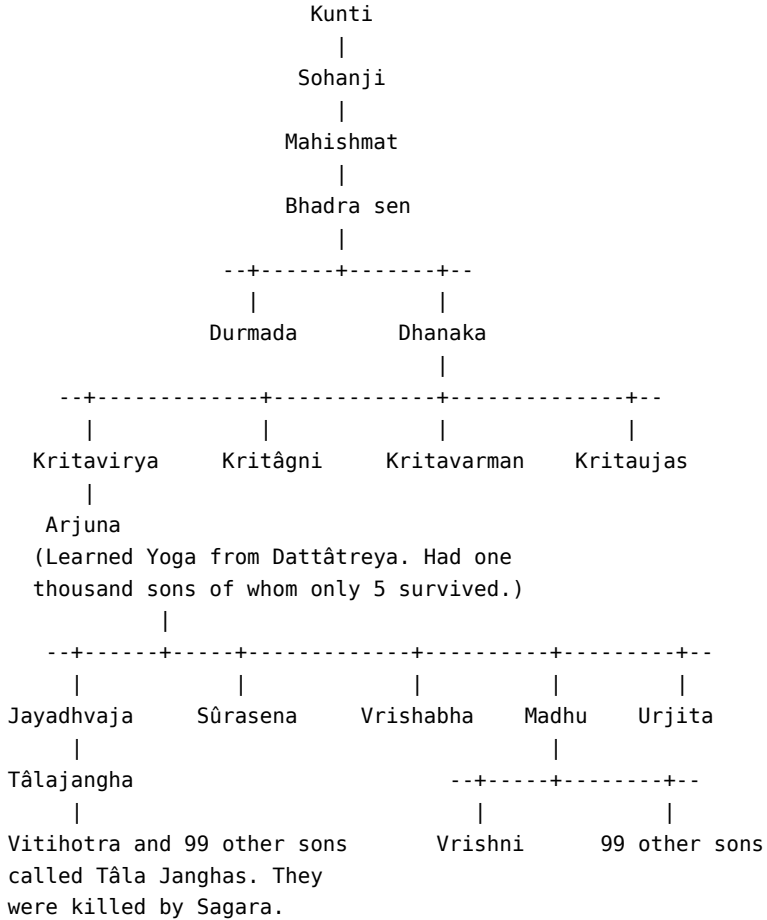 Kunti
|
Sohanji
|
Mahishmat
|
Bhadra sen
|
--+------+-------+--
| |
Durmada Dhanaka
|
--+-------------+-------------+--------------+--
| | | |
Kritavirya Kritâgni Kritavarman Kritaujas
|
Arjuna
(Learned Yoga from Dattâtreya. Had one
thousand sons of whom only 5 survived.)
|
--+------+-----+-------------+----------+---------+--
| | | | |
Jayadhvaja Sûrasena Vrishabha Madhu Urjita
| |
Tâlajangha --+-----+--------+--
| | |
Vitihotra and 99 other sons Vrishni 99 other sons
called Tâla Janghas. They
were killed by Sagara.